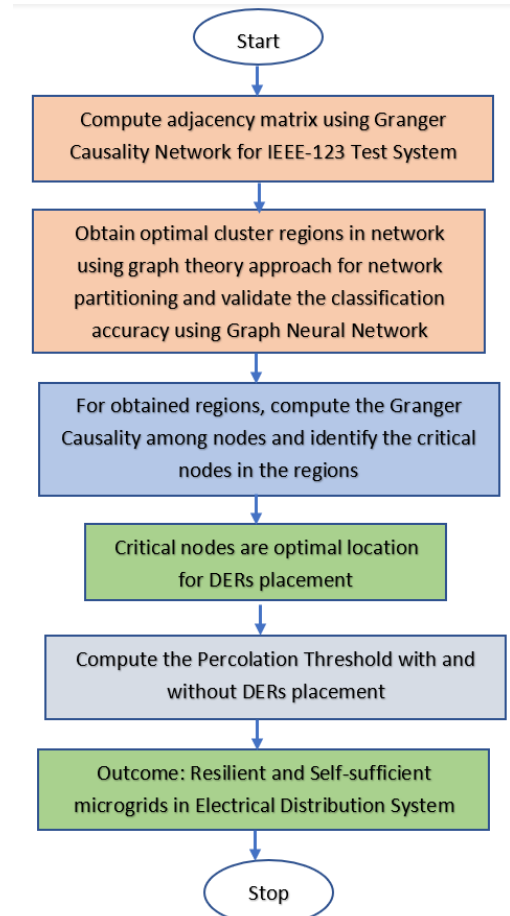 Start
Compute adjacency matrix using Granger
Causality Network for IEEE-123 Test System
Obtain optimal cluster regions in network
using graph theory approach for network
partitioning and validate the classification
accuracy using Graph Neural Network
For obtained regions, compute the Granger
Causality among nodes and identify the critical
nodes in the regions
Critical nodes are optimal location
for DERs placement
Compute the Percolation Threshold with and
without DERs placement
Outcome: Resilient and Self-sufficient
microgrids in Electrical Distribution System
Stop